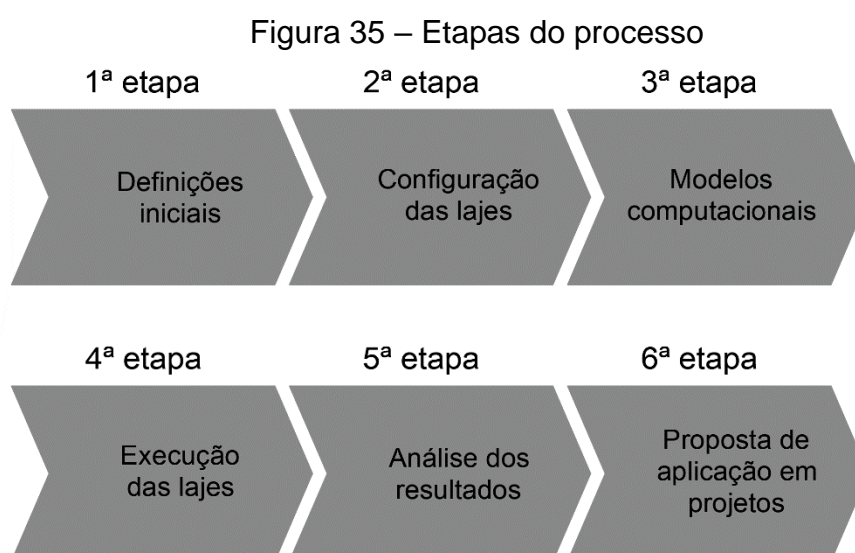 Figura 35 – Etapas do processo
1ª etapa
2ª etapa
3ª etapa
Definições
iniciais
Configuração
das lajes
Modelos
computacionais
4ª etapa
5ª etapa
6ª etapa
Execução
das lajes
Análise dos
resultados
Proposta de
aplicação em
projetos